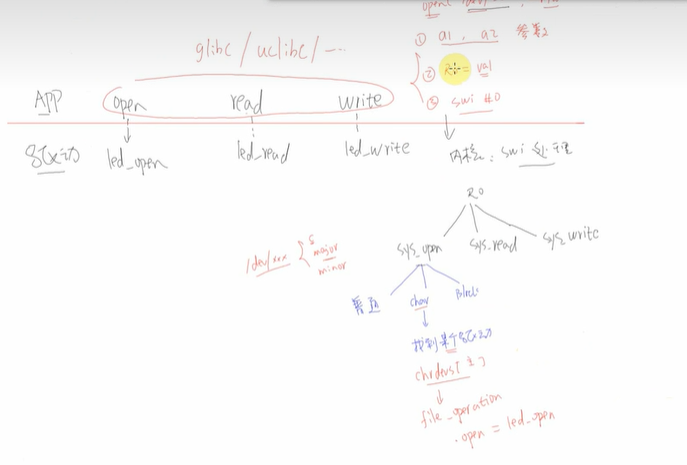 open(
glibc / uclibc / ...
① a1, a2 参数
② = val
③ swi #0
APP open read write
驱动 led_open led_read led_write
内核: swi 处理
R0
sys_open sys_read sys_write
/dev/xxx { c major minor
普通 char block
找到某个驱动
chrdevs[主]
↓
file_operation
.open = led_open